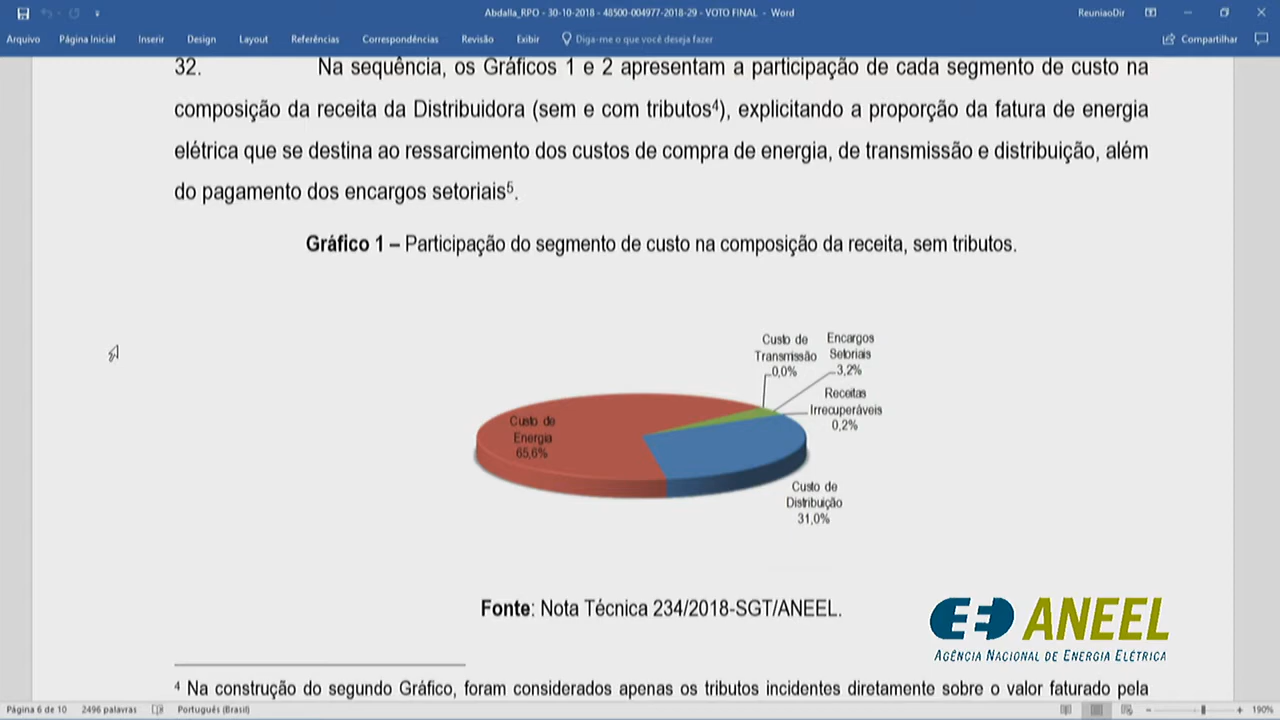 Abdalla_RPO - 30-10-2018 - 48500-004977-2018-29 - VOTO FINAL - Word
ReuniaoDir
Arquivo Página Inicial Inserir Design Layout Referências Correspondências Revisão Exibir Diga-me o que você deseja fazer Compartilhar
32. Na sequência, os Gráficos 1 e 2 apresentam a participação de cada segmento de custo na
composição da receita da Distribuidora (sem e com tributos⁴), explicitando a proporção da fatura de energia
elétrica que se destina ao ressarcimento dos custos de compra de energia, de transmissão e distribuição, além
do pagamento dos encargos setoriais⁵.
Gráfico 1 – Participação do segmento de custo na composição da receita, sem tributos.
Custo de
Transmissão
0,0%
Encargos
Setoriais
3,2%
Receitas
Irrecuperáveis
0,2%
Custo de
Energia
65,6%
Custo de
Distribuição
31,0%
Fonte: Nota Técnica 234/2018-SGT/ANEEL.
ANEEL
AGÊNCIA NACIONAL DE ENERGIA ELÉTRICA
⁴ Na construção do segundo Gráfico, foram considerados apenas os tributos incidentes diretamente sobre o valor faturado pela
Página 6 de 10 2496 palavras Português (Brasil) 190%